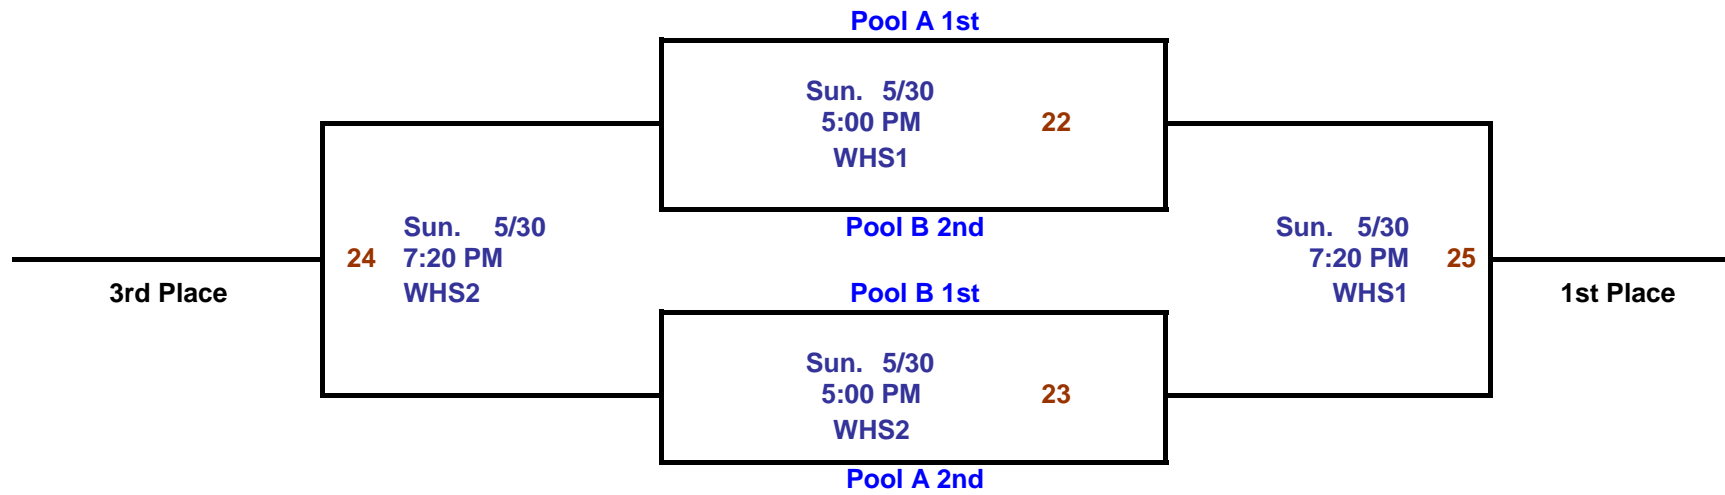 Pool A 1st
Sun. 5/30
5:00 PM 22
WHS1
Pool B 2nd
Sun. 5/30
24 7:20 PM
WHS2
3rd Place
Sun. 5/30
7:20 PM 25
WHS1
1st Place
Pool B 1st
Sun. 5/30
5:00 PM 23
WHS2
Pool A 2nd